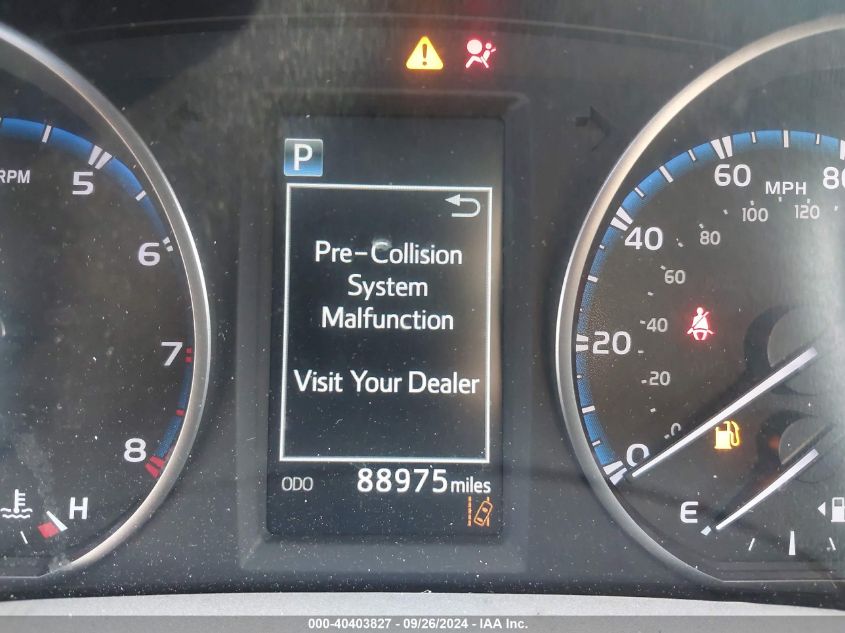 P
RPM
5
6
7
8
H
Pre-Collision
System
Malfunction
Visit Your Dealer
ODO 88975 miles
60
MPH
80
40
20
0
100
120
80
60
40
20
0
E
000-40403827 - 09/26/2024 - IAA Inc.